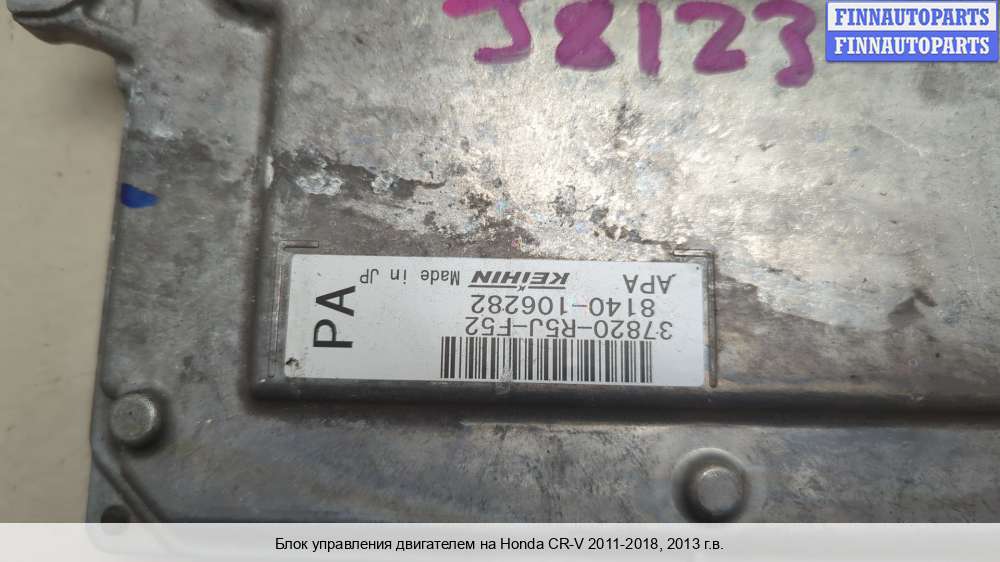 J8123
FINNAUTOPARTS
FINNAUTOPARTS
37820-R5J-F52
8140-106282
APA
KEIHIN Made in JP
PA
Блок управления двигателем на Honda CR-V 2011-2018, 2013 г.в.